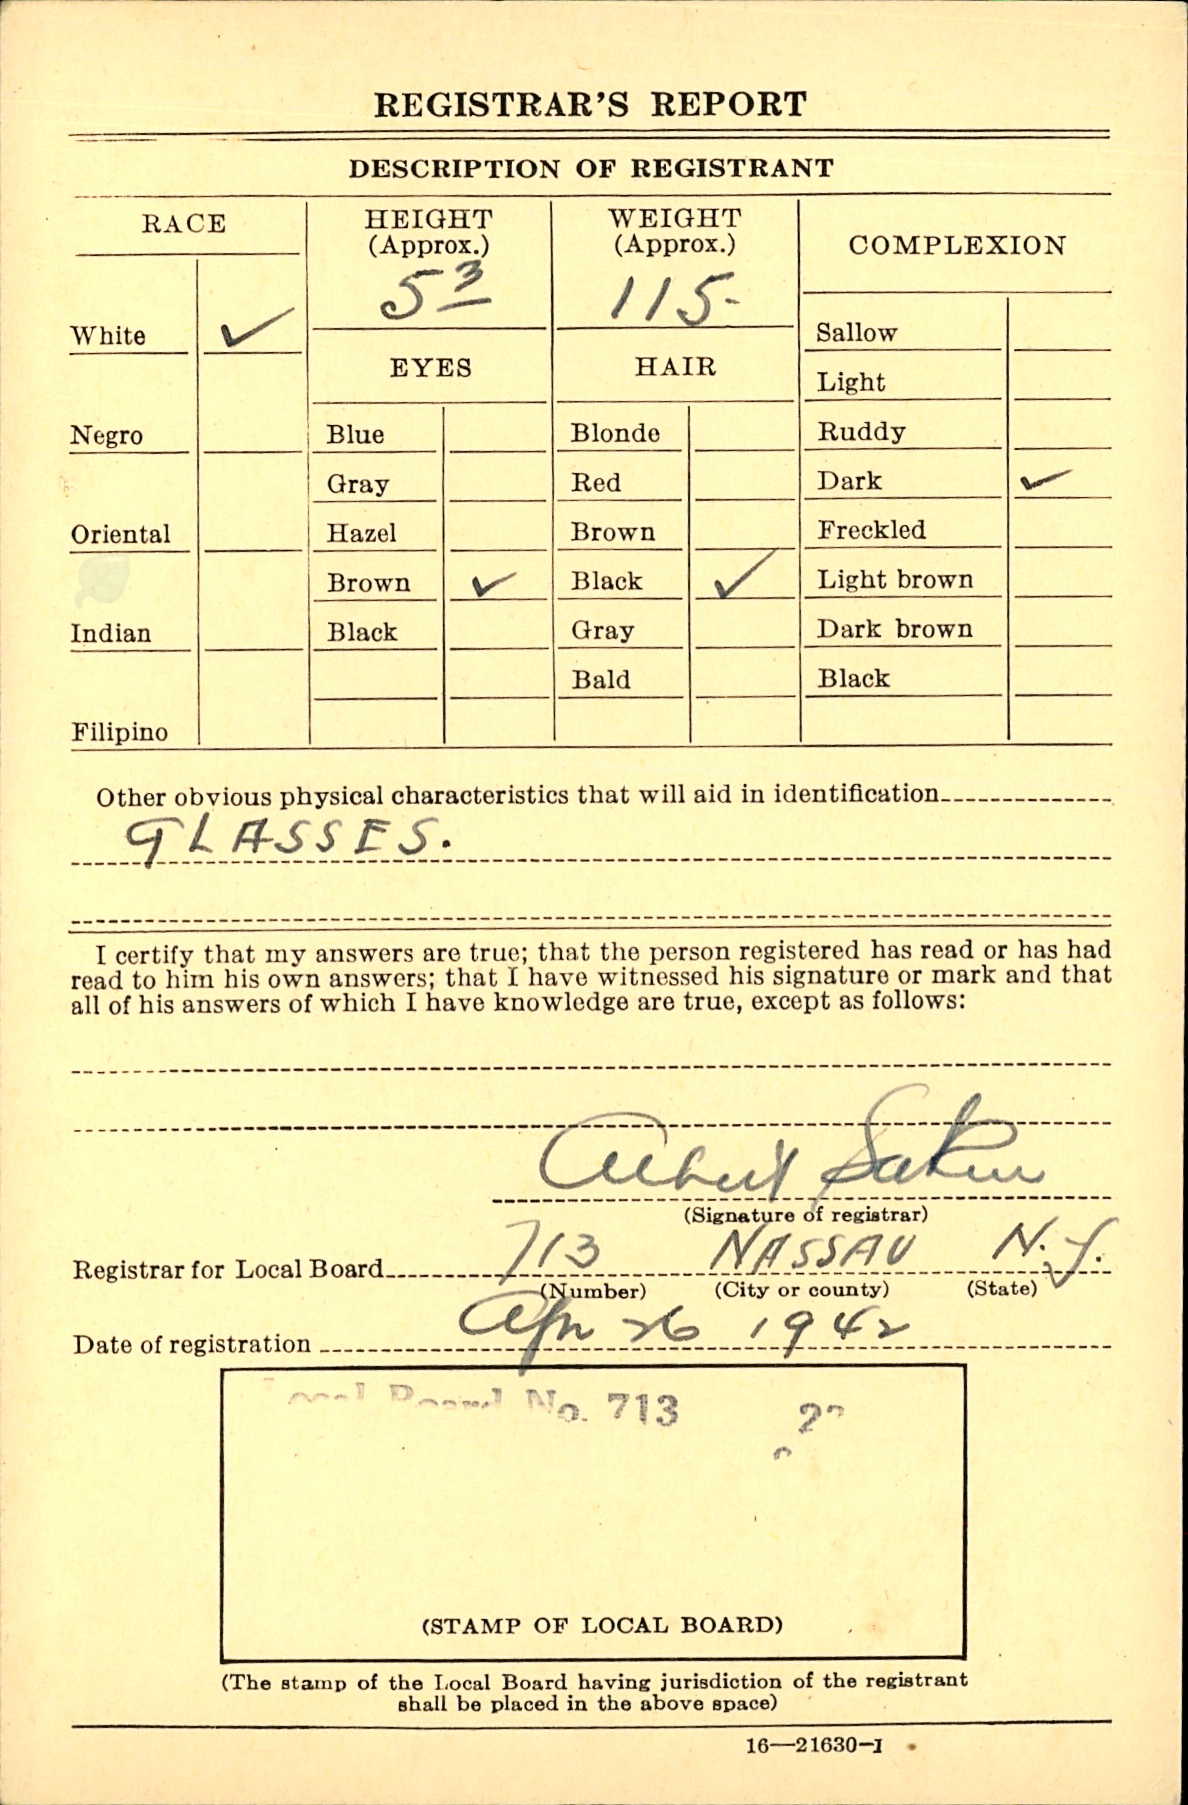 REGISTRAR'S REPORT
DESCRIPTION OF REGISTRANT
RACE
HEIGHT
(Approx.)
5 3
WEIGHT
(Approx.)
115-
COMPLEXION
White ✓
EYES
HAIR
Sallow
Light
Negro
Blue
Blonde
Ruddy
Gray
Red
Dark ✓
Oriental
Hazel
Brown
Freckled
Brown ✓
Black ✓
Light brown
Indian
Black
Gray
Dark brown
Bald
Black
Filipino
Other obvious physical characteristics that will aid in identification
GLASSES.
I certify that my answers are true; that the person registered has read or has had
read to him his own answers; that I have witnessed his signature or mark and that
all of his answers of which I have knowledge are true, except as follows:
Albert
(Signature of registrar)
Registrar for Local Board 713 NASSAU N.Y.
(Number) (City or county) (State)
Date of registration Apr 26 1942
Local Board No. 713
(STAMP OF LOCAL BOARD)
(The stamp of the Local Board having jurisdiction of the registrant
shall be placed in the above space)
16—21630-1